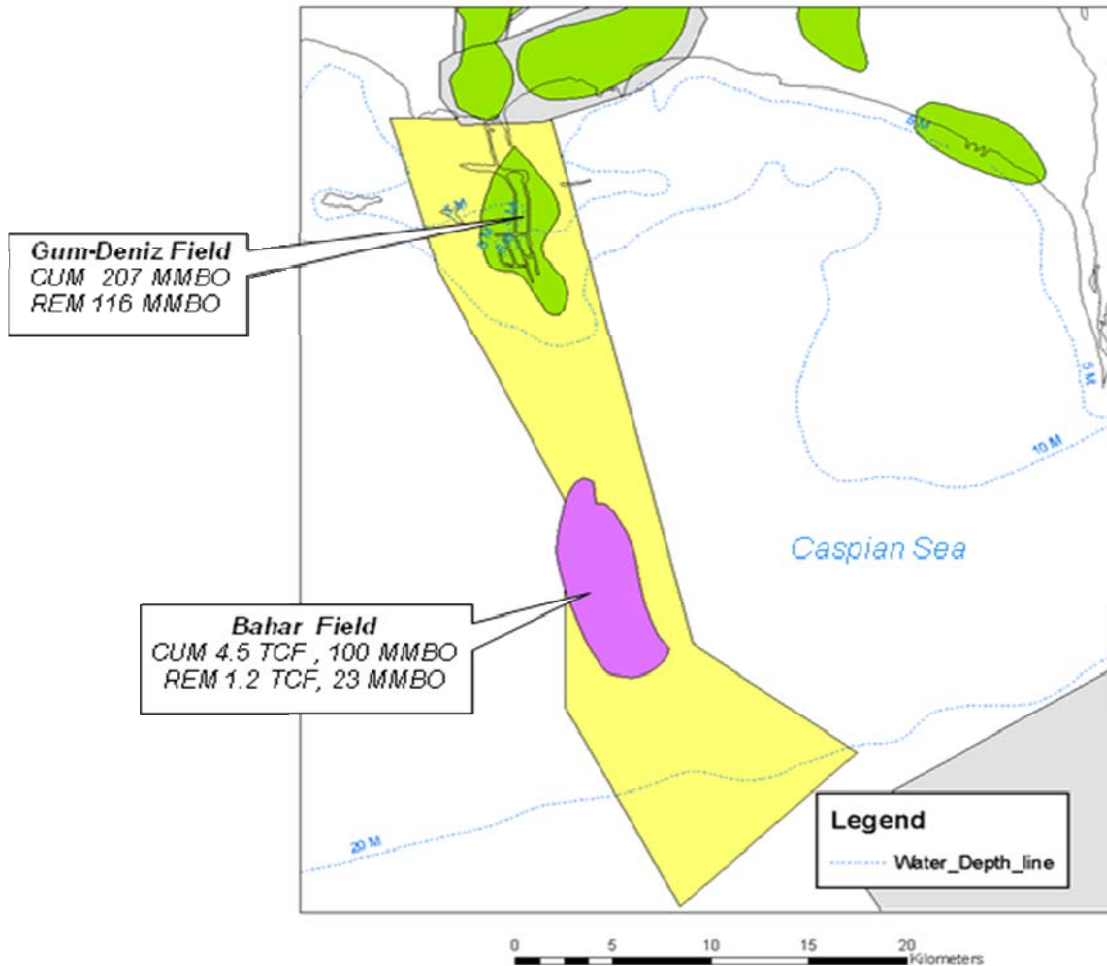 Gum-Deniz Field
CUM 207 MMBO
REM 116 MMBO
5 M
10 M
Caspian Sea
Bahar Field
CUM 4.5 TCF , 100 MMBO
REM 1.2 TCF, 23 MMBO
20 M
Legend
Water_Depth_line
0 5 10 15 20
Kilometers